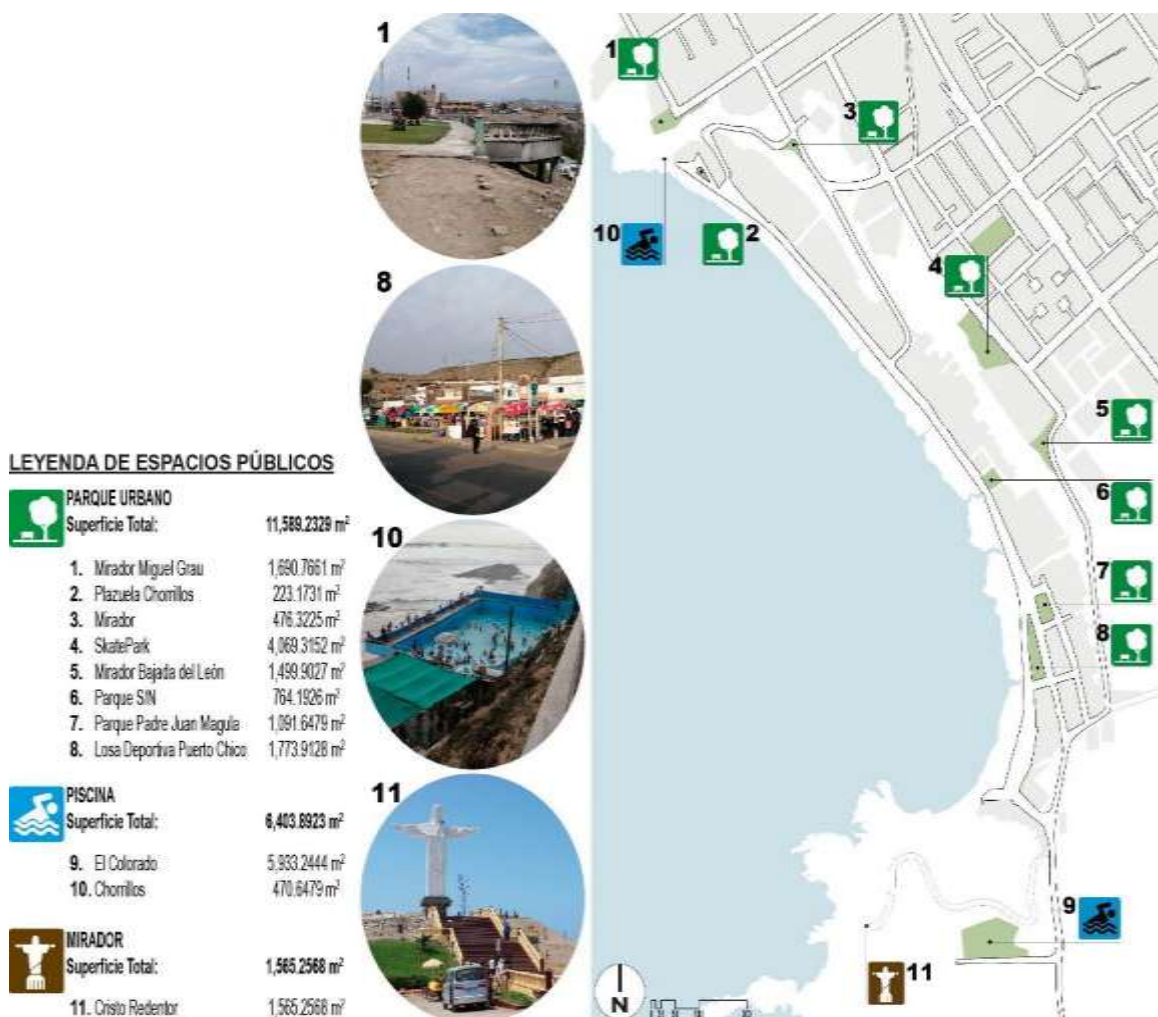 LEYENDA DE ESPACIOS PÚBLICOS
PARQUE URBANO
Superficie Total: 11,589.2329 m²
1. Mirador Miguel Grau 1,690.7661 m²
2. Plazuela Chorrillos 223.1731 m²
3. Mirador 476.3225 m²
4. SkatePark 4,069.3152 m²
5. Mirador Bajada del León 1,499.9027 m²
6. Parque S/N 764.1926 m²
7. Parque Padre Juan Magula 1,091.6479 m²
8. Losa Deportiva Puerto Chico 1,773.9128 m²
PISCINA
Superficie Total: 6,403.8923 m²
9. El Colorado 5,933.2444 m²
10. Chorrillos 470.6479 m²
MIRADOR
Superficie Total: 1,565.2568 m²
11. Cristo Redentor 1,565.2568 m²
1
8
10
11
1
3
10
2
4
5
6
7
8
9
11
N